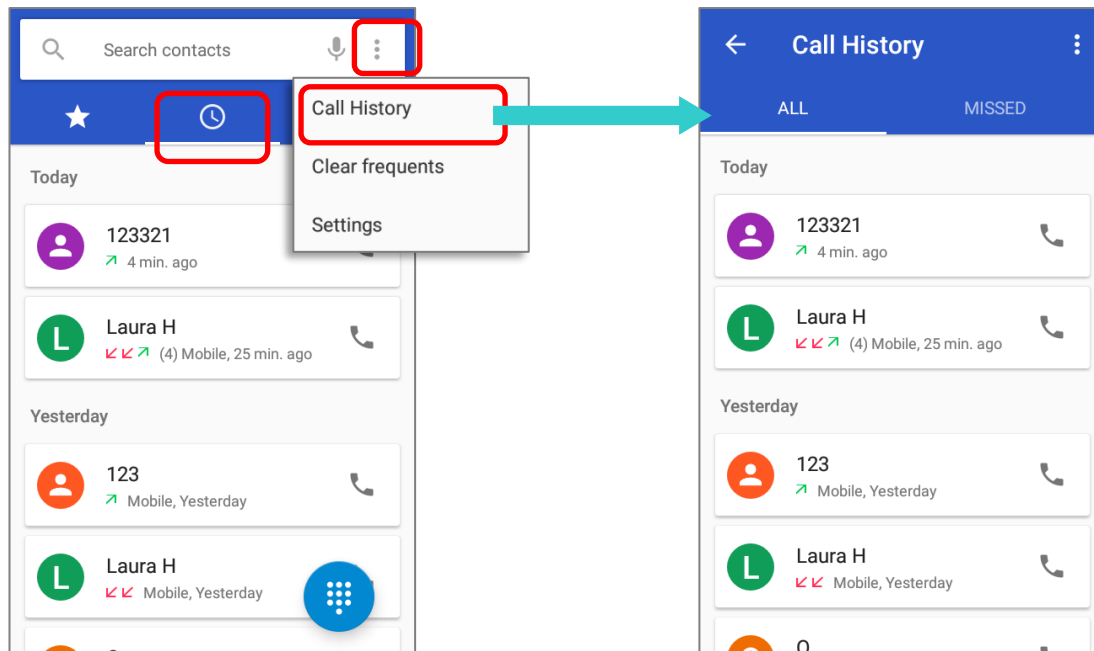 Search contacts
Call History
Clear frequents
Settings
Today
123321
4 min. ago
L
Laura H
(4) Mobile, 25 min. ago
Yesterday
123
Mobile, Yesterday
L
Laura H
Mobile, Yesterday
Call History
ALL
MISSED
Today
123321
4 min. ago
L
Laura H
(4) Mobile, 25 min. ago
Yesterday
123
Mobile, Yesterday
L
Laura H
Mobile, Yesterday